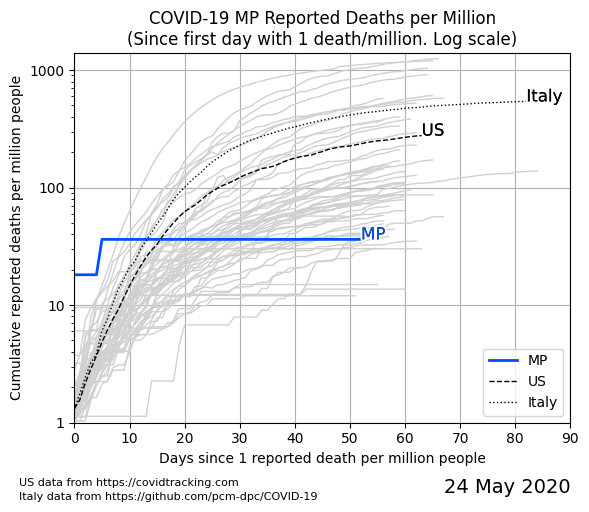 COVID-19 MP Reported Deaths per Million
(Since first day with 1 death/million. Log scale)
Cumulative reported deaths per million people
1000
100
10
1
Italy
US
MP
MP
US
Italy
0 10 20 30 40 50 60 70 80 90
Days since 1 reported death per million people
US data from https://covidtracking.com
Italy data from https://github.com/pcm-dpc/COVID-19
24 May 2020